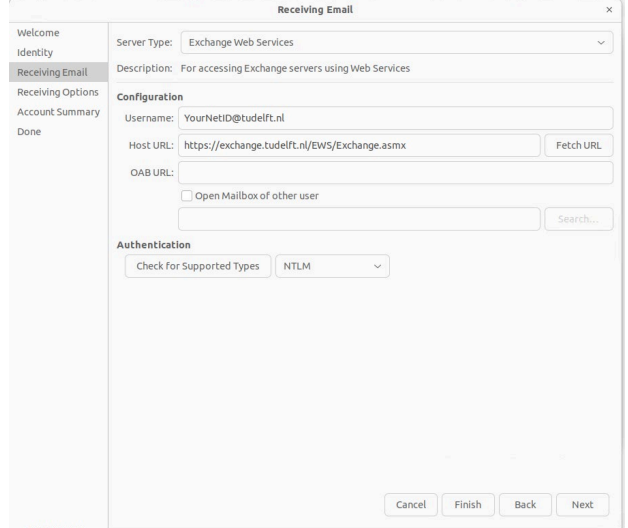 Receiving Email ×
Welcome
Identity
Receiving Email
Receiving Options
Account Summary
Done
Server Type: Exchange Web Services
Description: For accessing Exchange servers using Web Services
Configuration
Username: YourNetID@tudelft.nl
Host URL: https://exchange.tudelft.nl/EWS/Exchange.asmx Fetch URL
OAB URL:
Open Mailbox of other user
Search...
Authentication
Check for Supported Types NTLM
Cancel Finish Back Next